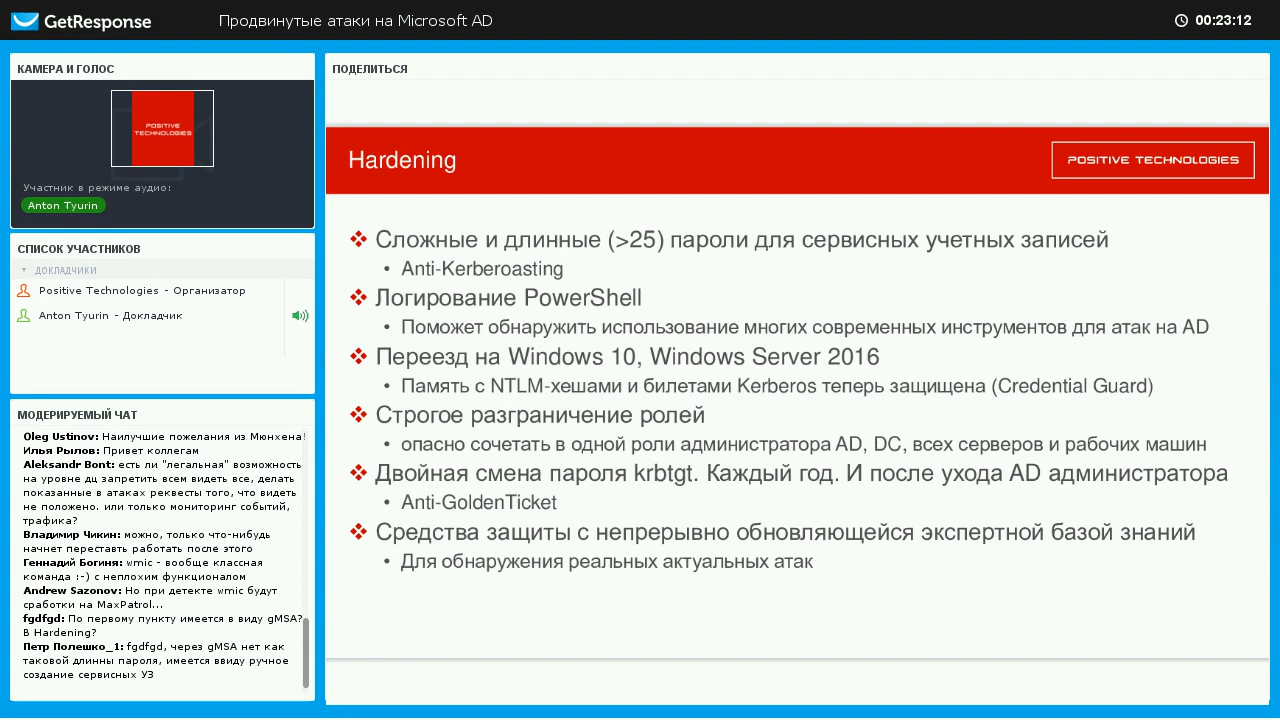 GetResponse
Продвинутые атаки на Microsoft AD
00:23:12
КАМЕРА И ГОЛОС
POSITIVE
TECHNOLOGIES
Участник в режиме аудио:
Anton Tyurin
СПИСОК УЧАСТНИКОВ
ДОКЛАДЧИКИ
Positive Technologies - Организатор
Anton Tyurin - Докладчик
МОДЕРИРУЕМЫЙ ЧАТ
Oleg Ustinov: Наилучшие пожелания из Мюнхена!
Илья Рылов: Привет коллегам
Aleksandr Bont: есть ли "легальная" возможность
на уровне дц запретить всем видеть все, делать
показанные в атаках реквесты того, что видеть
не положено. или только мониторинг событий,
трафика?
Владимир Чикин: можно, только что-нибудь
начнет переставть работать после этого
Геннадий Богиня: wmic - вообще классная
команда :-) с неплохим функционалом
Andrew Sazonov: Но при детекте wmic будут
сработки на MaxPatrol...
fgdfgd: По первому пункту имеется в виду gMSA?
В Hardening?
Петр Полешко_1: fgdfgd, через gMSA нет как
таковой длинны пароля, имеется ввиду ручное
создание сервисных УЗ
ПОДЕЛИТЬСЯ
Hardening
POSITIVE TECHNOLOGIES
❖ Сложные и длинные (>25) пароли для сервисных учетных записей
• Anti-Kerberoasting
❖ Логирование PowerShell
• Поможет обнаружить использование многих современных инструментов для атак на AD
❖ Переезд на Windows 10, Windows Server 2016
• Память с NTLM-хешами и билетами Kerberos теперь защищена (Credential Guard)
❖ Строгое разграничение ролей
• опасно сочетать в одной роли администратора AD, DC, всех серверов и рабочих машин
❖ Двойная смена пароля krbtgt. Каждый год. И после ухода AD администратора
• Anti-GoldenTicket
❖ Средства защиты с непрерывно обновляющейся экспертной базой знаний
• Для обнаружения реальных актуальных атак